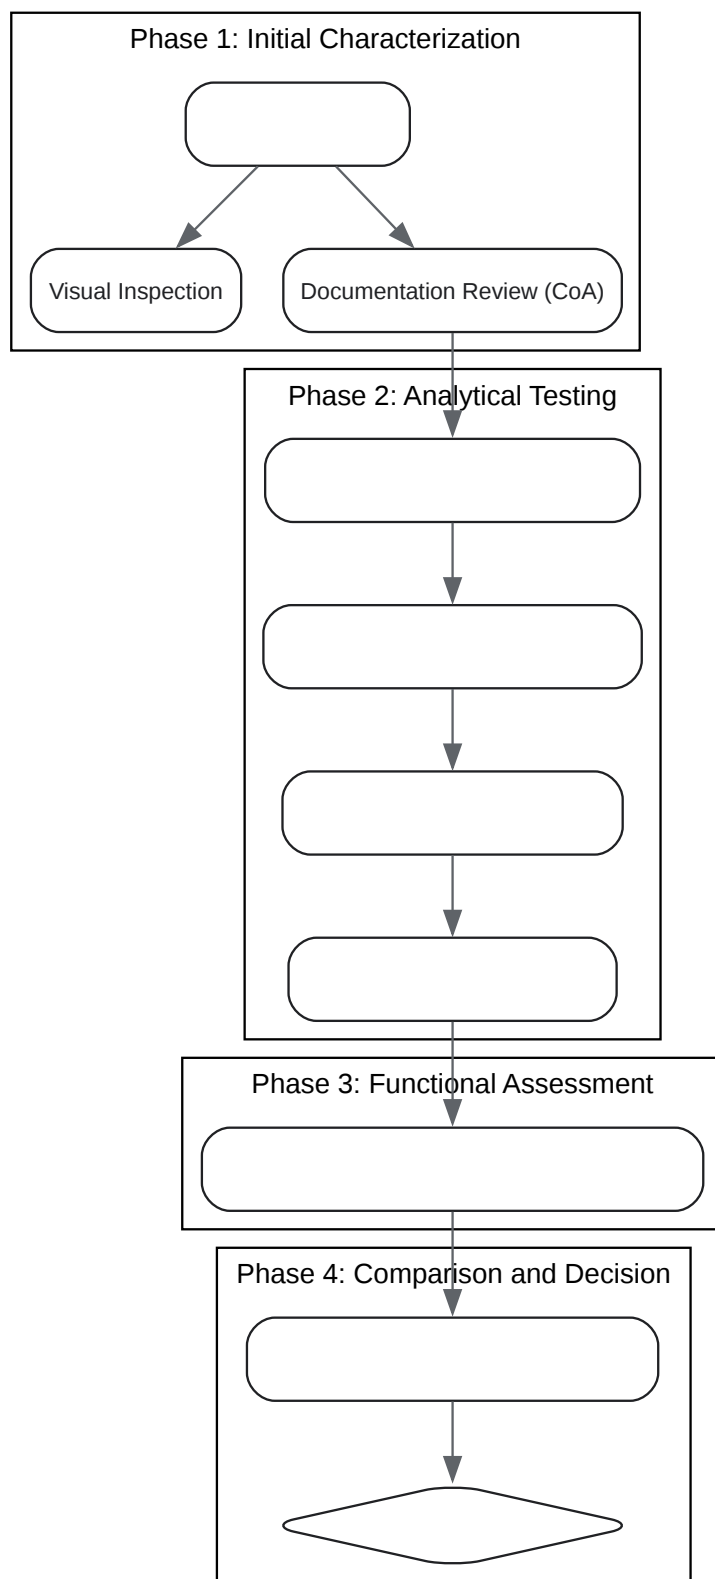 Phase 1: Initial Characterization
Visual Inspection
Documentation Review (CoA)
Phase 2: Analytical Testing
Phase 3: Functional Assessment
Phase 4: Comparison and Decision